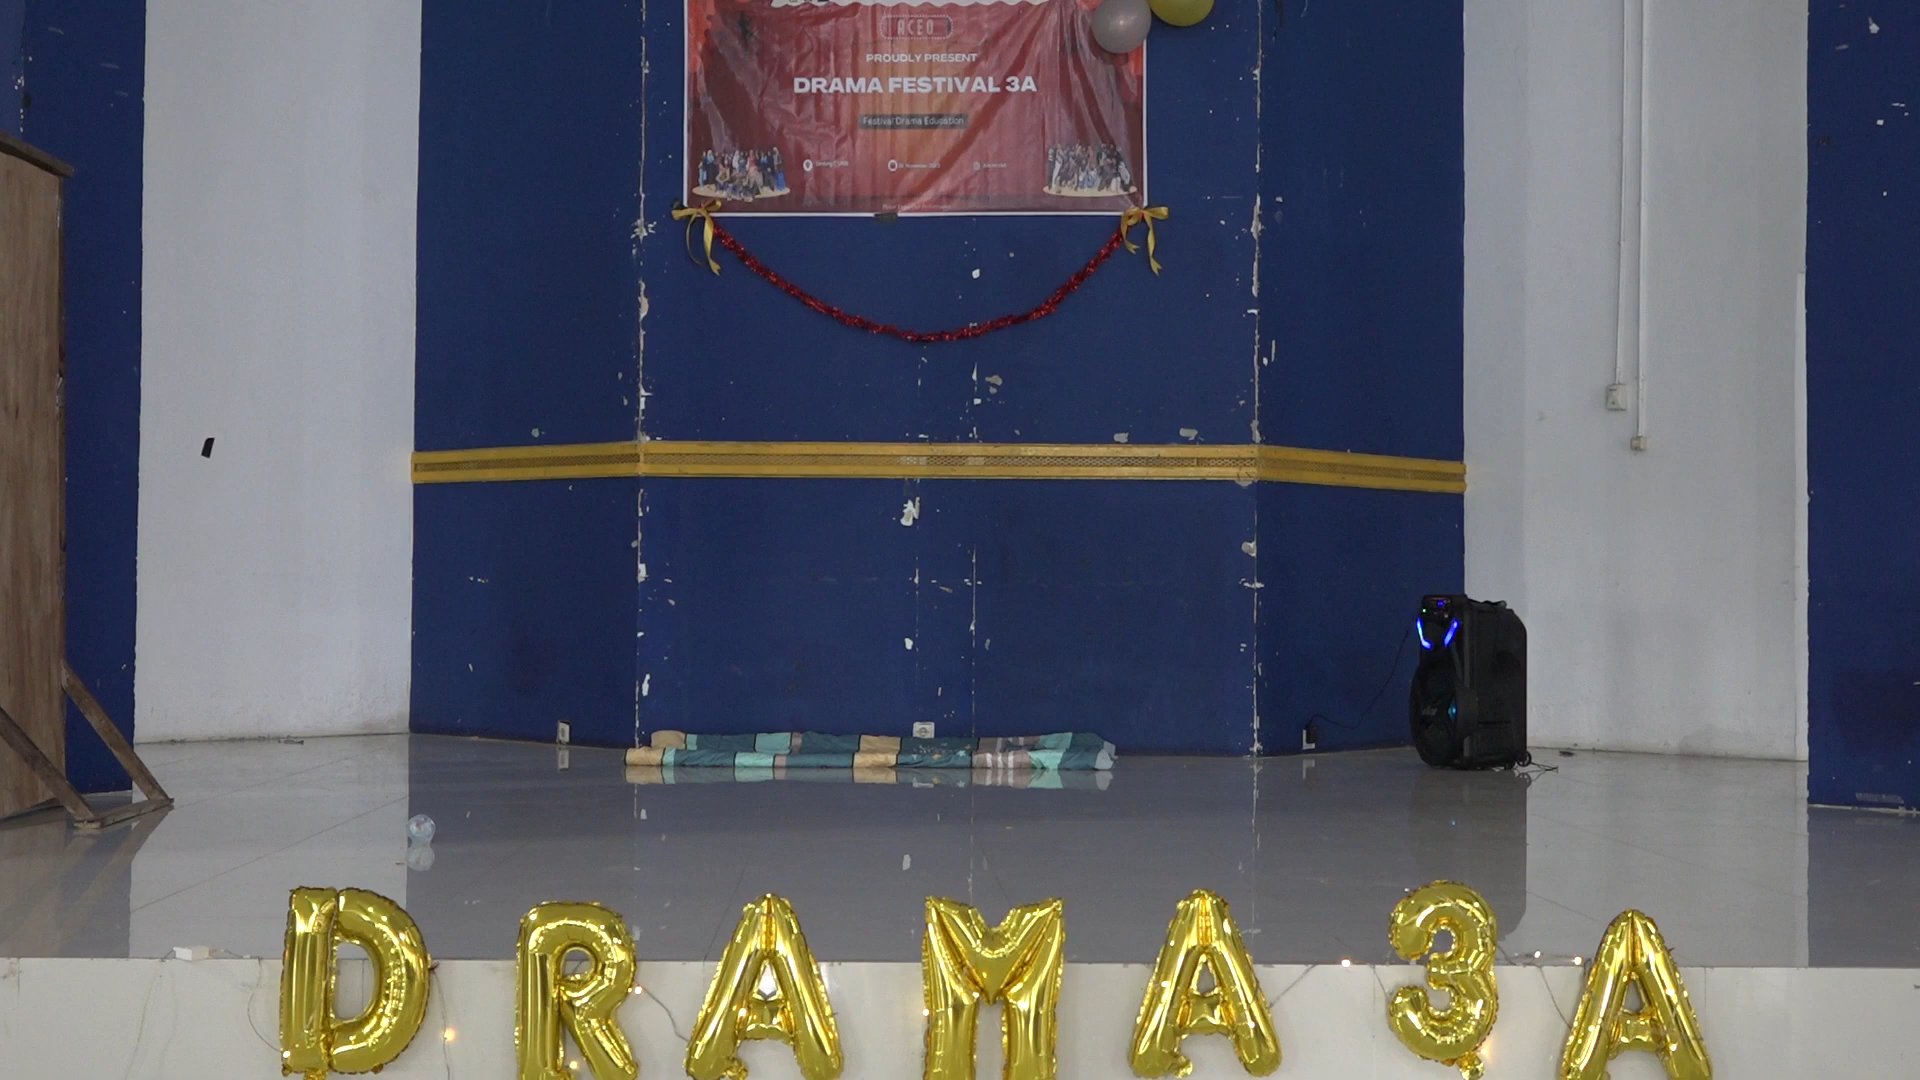 ACEO
PROUDLY PRESENT
DRAMA FESTIVAL 3A
Festival Drama Education
DRAMA 3A